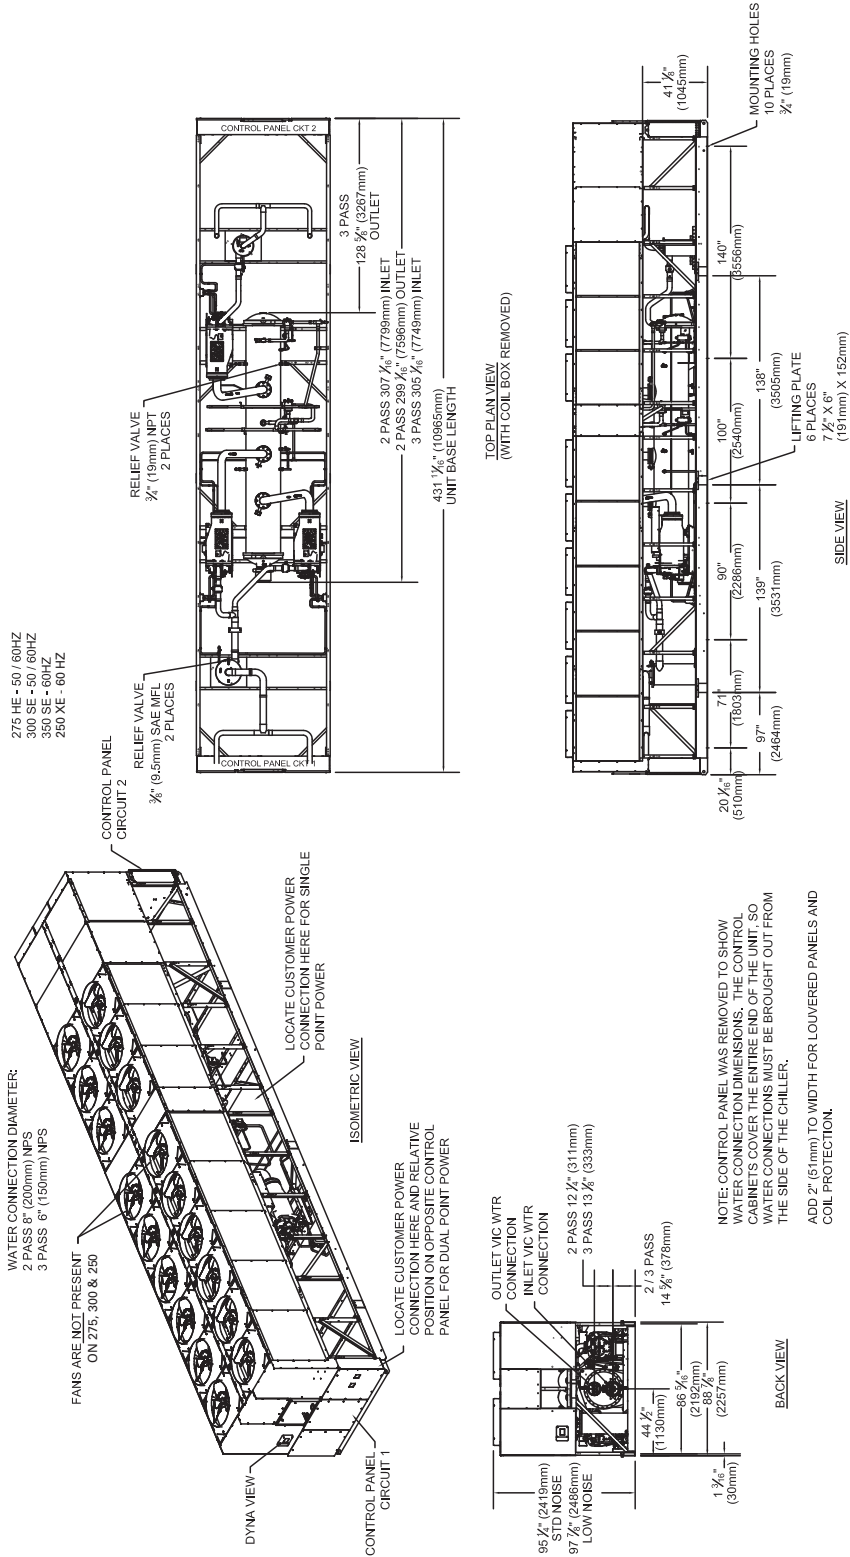 WATER CONNECTION DIAMETER:
2 PASS 8" (200mm) NPS
3 PASS 6" (150mm) NPS
275 HE - 50 / 60HZ
300 SE - 50 / 60HZ
350 SE - 60HZ
250 XE - 60 HZ
FANS ARE NOT PRESENT
ON 275, 300 & 250
CONTROL PANEL
CIRCUIT 2
DYNA VIEW
CONTROL PANEL
CIRCUIT 1
LOCATE CUSTOMER POWER
CONNECTION HERE AND RELATIVE
POSITION ON OPPOSITE CONTROL
PANEL FOR DUAL POINT POWER
LOCATE CUSTOMER POWER
CONNECTION HERE FOR SINGLE
POINT POWER
ISOMETRIC VIEW
RELIEF VALVE
⅜" (9.5mm) SAE MFL
2 PLACES
RELIEF VALVE
¾" (19mm) NPT
2 PLACES
CONTROL PANEL CKT 1
CONTROL PANEL CKT 2
3 PASS
128 ⅝" (3267mm)
OUTLET
2 PASS 307 1⁄16" (7799mm) INLET
2 PASS 299 1⁄16" (7596mm) OUTLET
3 PASS 305 1⁄16" (7749mm) INLET
431 11⁄16" (10965mm)
UNIT BASE LENGTH
TOP PLAN VIEW
(WITH COIL BOX REMOVED)
OUTLET VIC WTR
CONNECTION
INLET VIC WTR
CONNECTION
2 PASS 12 ¼" (311mm)
3 PASS 13 ⅛" (333mm)
2 / 3 PASS
14 ⅞" (378mm)
95 ¼" (2419mm)
STD NOISE
97 ⅞" (2486mm)
LOW NOISE
44 ½"
(1130mm)
86 5⁄16"
(2192mm)
88 ⅞"
(2257mm)
1 3⁄16"
(30mm)
BACK VIEW
NOTE: CONTROL PANEL WAS REMOVED TO SHOW
WATER CONNECTION DIMENSIONS. THE CONTROL
CABINETS COVER THE ENTIRE END OF THE UNIT, SO
WATER CONNECTIONS MUST BE BROUGHT OUT FROM
THE SIDE OF THE CHILLER.
ADD 2" (51mm) TO WIDTH FOR LOUVERED PANELS AND
COIL PROTECTION.
41 ⅛"
(1045mm)
20 1⁄16"
(510mm)
71"
(1803mm)
90"
(2286mm)
100"
(2540mm)
140"
(3556mm)
97"
(2464mm)
139"
(3531mm)
138"
(3505mm)
MOUNTING HOLES
10 PLACES
¾" (19mm)
LIFTING PLATE
6 PLACES
7 ½" X 6"
(191mm) X 152mm)
SIDE VIEW